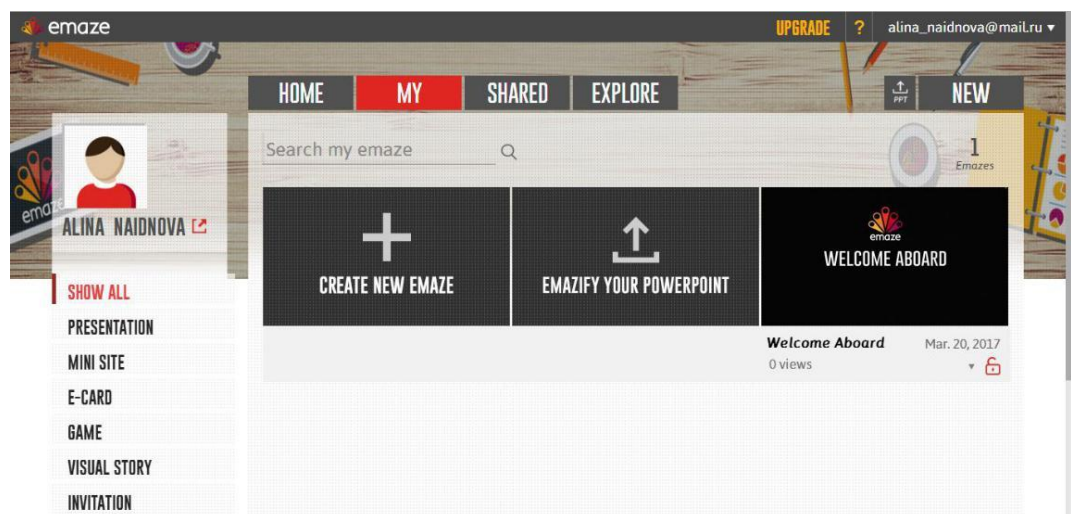 emaze
UPGRADE ? alina_naidnova@mail.ru
HOME MY SHARED EXPLORE PPT NEW
Search my emaze
1
Emazes
emaze
ALINA NAIDNOVA
CREATE NEW EMAZE
EMAZIFY YOUR POWERPOINT
emaze
WELCOME ABOARD
Welcome Aboard Mar. 20, 2017
0 views
SHOW ALL
PRESENTATION
MINI SITE
E-CARD
GAME
VISUAL STORY
INVITATION